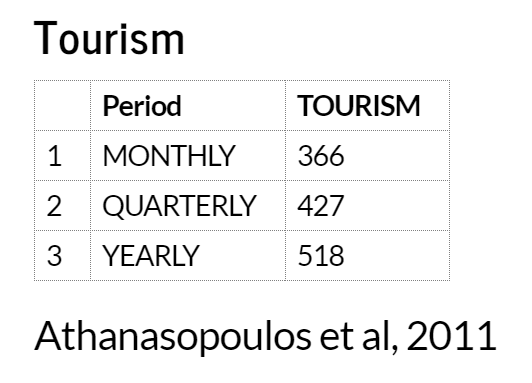 Tourism
Period TOURISM
1 MONTHLY 366
2 QUARTERLY 427
3 YEARLY 518
Athanasopoulos et al, 2011